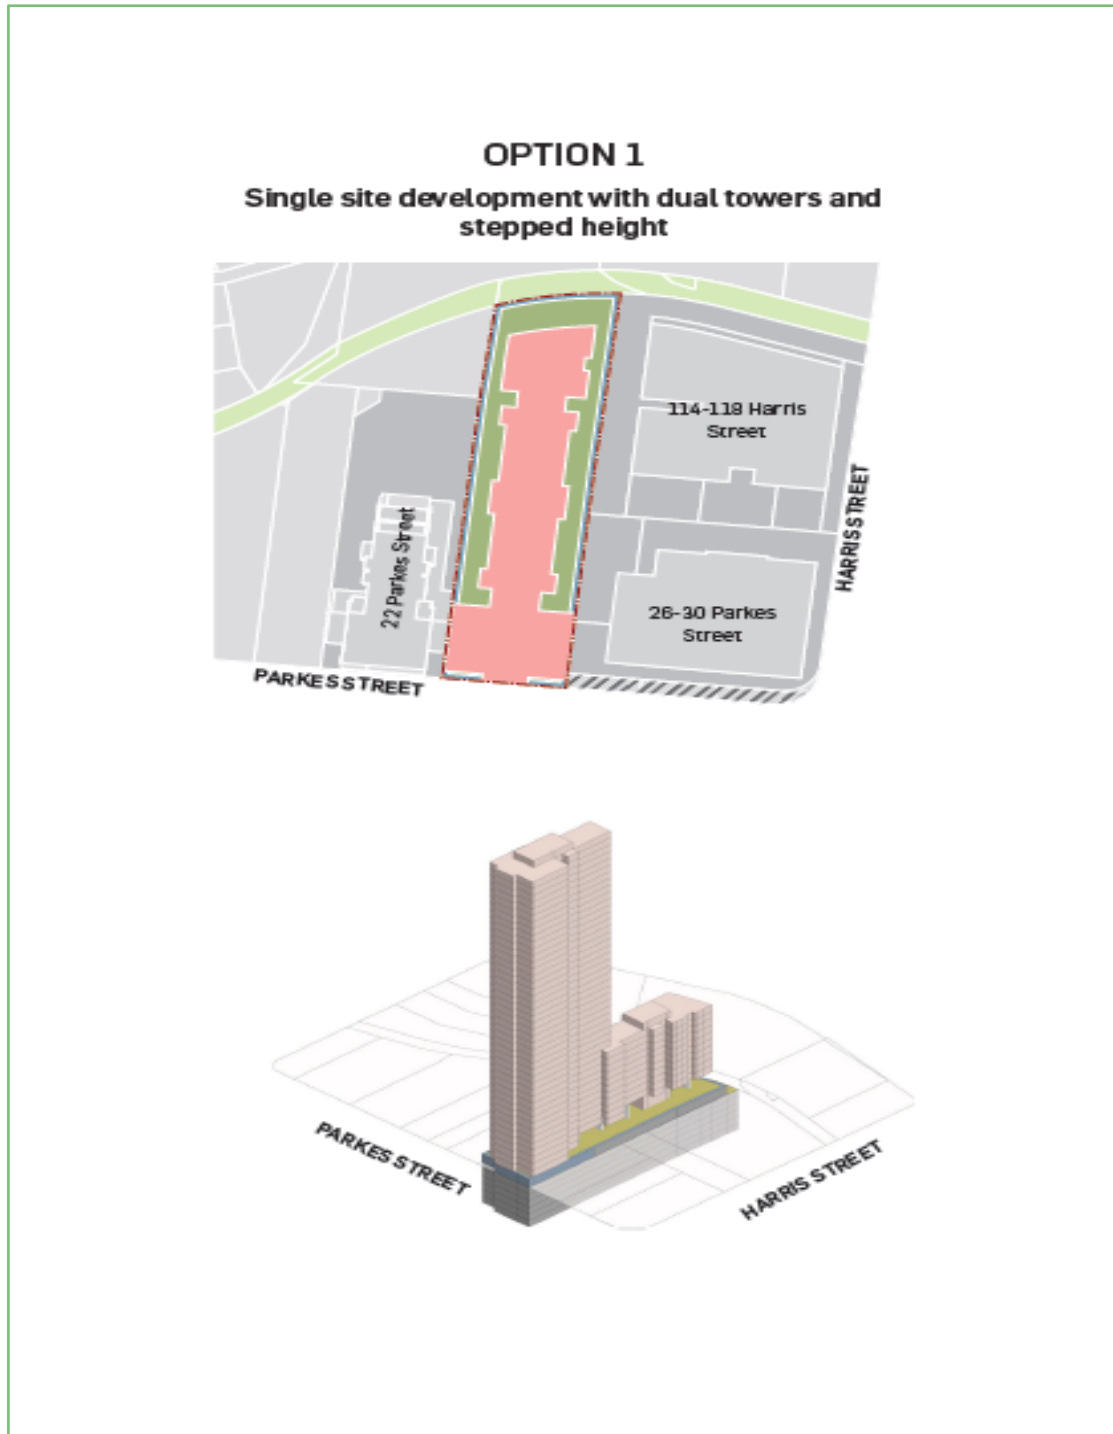 OPTION 1
Single site development with dual towers and
stepped height
114-118 Harris
Street
HARRIS STREET
22 Parkes Street
26-30 Parkes
Street
PARKES STREET
PARKES STREET
HARRIS STREET